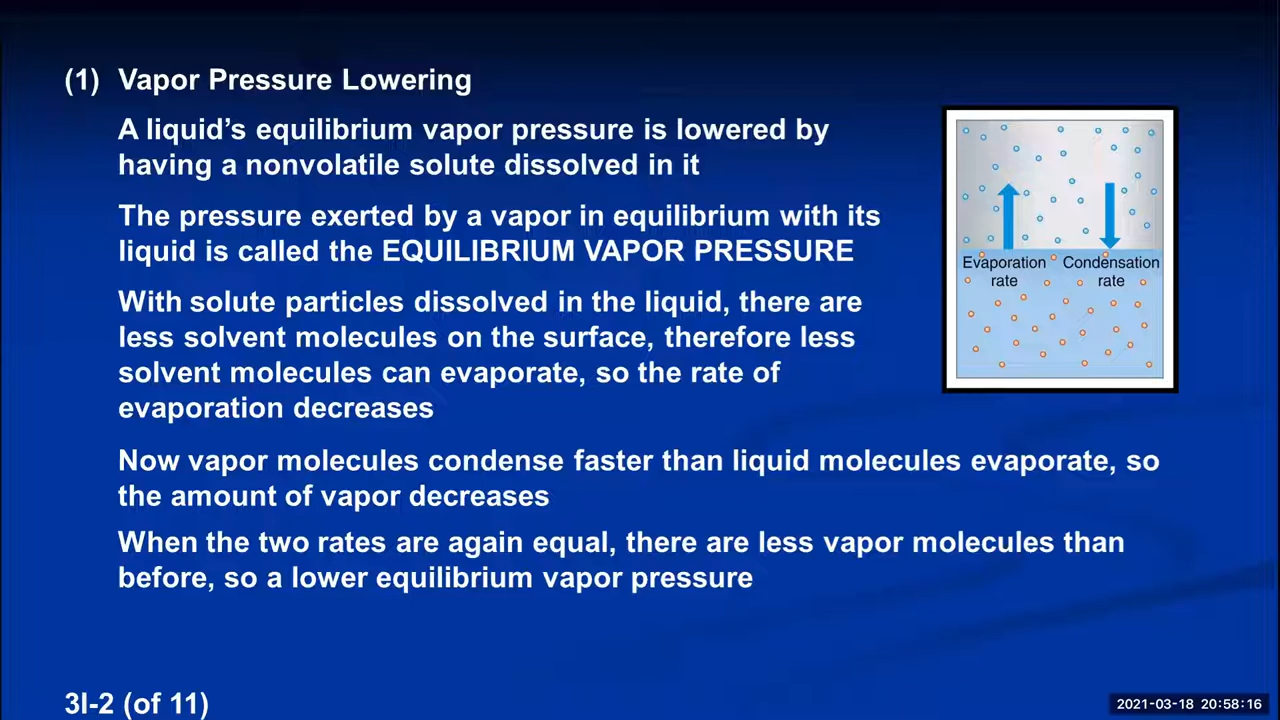 (1) Vapor Pressure Lowering
A liquid’s equilibrium vapor pressure is lowered by
having a nonvolatile solute dissolved in it
The pressure exerted by a vapor in equilibrium with its
liquid is called the EQUILIBRIUM VAPOR PRESSURE
With solute particles dissolved in the liquid, there are
less solvent molecules on the surface, therefore less
solvent molecules can evaporate, so the rate of
evaporation decreases
Evaporation Condensation
rate rate
Now vapor molecules condense faster than liquid molecules evaporate, so
the amount of vapor decreases
When the two rates are again equal, there are less vapor molecules than
before, so a lower equilibrium vapor pressure
3I-2 (of 11)
2021-03-18 20:58:16